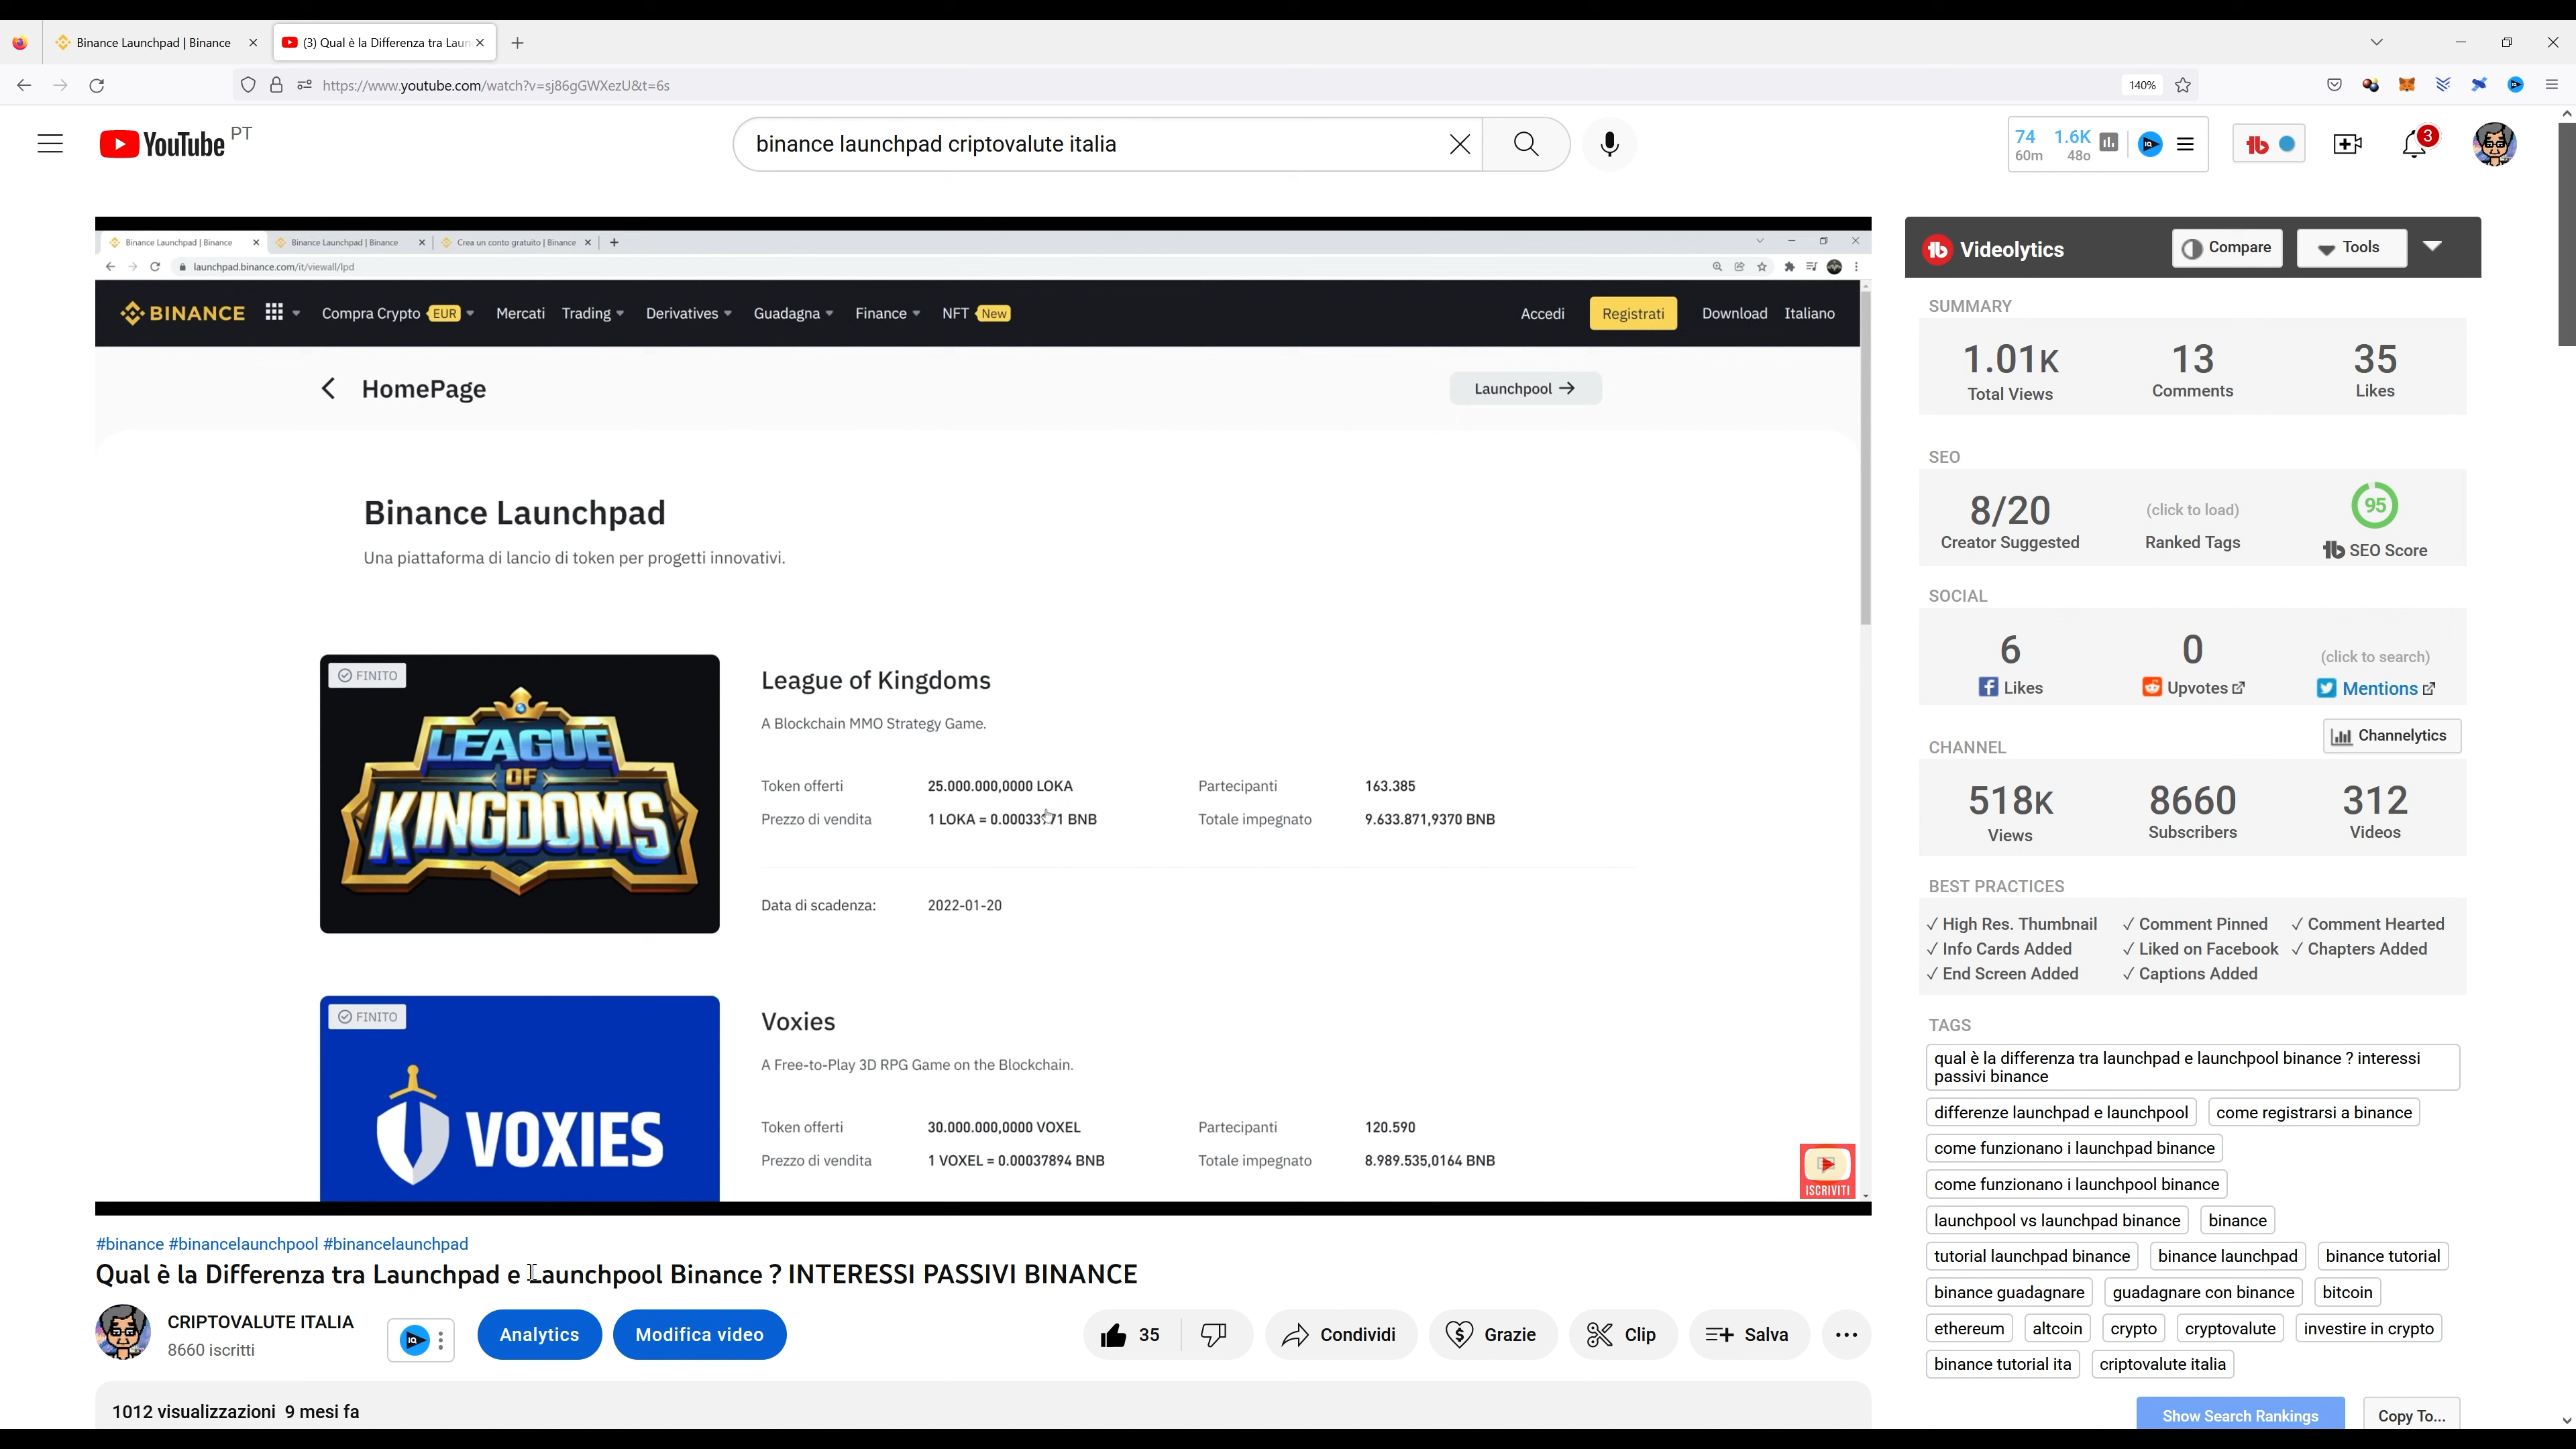 Binance Launchpad | Binance
(3) Qual è la Differenza tra Laun
https://www.youtube.com/watch?v=sj86gGWXezU&t=6s
140%
YouTube PT
binance launchpad criptovalute italia
74 1.6K
60m 48o
IQ
3
Binance Launchpad | Binance
Binance Launchpad | Binance
Crea un conto gratuito | Binance
launchpad.binance.com/it/viewall/lpd
BINANCE
Compra Crypto EUR
Mercati
Trading
Derivatives
Guadagna
Finance
NFT New
Accedi
Registrati
Download
Italiano
HomePage
Launchpool →
Binance Launchpad
Una piattaforma di lancio di token per progetti innovativi.
FINITO
LEAGUE
OF
KINGDOMS
League of Kingdoms
A Blockchain MMO Strategy Game.
Token offerti 25.000.000,0000 LOKA Partecipanti 163.385
Prezzo di vendita 1 LOKA = 0.00033971 BNB Totale impegnato 9.633.871,9370 BNB
Data di scadenza: 2022-01-20
FINITO
VOXIES
Voxies
A Free-to-Play 3D RPG Game on the Blockchain.
Token offerti 30.000.000,0000 VOXEL Partecipanti 120.590
Prezzo di vendita 1 VOXEL = 0.00037894 BNB Totale impegnato 8.989.535,0164 BNB
ISCRIVITI
#binance #binancelaunchpool #binancelaunchpad
Qual è la Differenza tra Launchpad e Launchpool Binance ? INTERESSI PASSIVI BINANCE
CRIPTOVALUTE ITALIA
8660 iscritti
IQ
Analytics
Modifica video
35
Condividi
Grazie
Clip
Salva
1012 visualizzazioni 9 mesi fa
Videolytics
Compare
Tools
SUMMARY
1.01K 13 35
Total Views Comments Likes
SEO
8/20 (click to load) 95
Creator Suggested Ranked Tags SEO Score
SOCIAL
6 0 (click to search)
Likes Upvotes Mentions
CHANNEL
Channelytics
518K 8660 312
Views Subscribers Videos
BEST PRACTICES
✓ High Res. Thumbnail ✓ Comment Pinned ✓ Comment Hearted
✓ Info Cards Added ✓ Liked on Facebook ✓ Chapters Added
✓ End Screen Added ✓ Captions Added
TAGS
qual è la differenza tra launchpad e launchpool binance ? interessi
passivi binance
differenze launchpad e launchpool come registrarsi a binance
come funzionano i launchpad binance
come funzionano i launchpool binance
launchpool vs launchpad binance binance
tutorial launchpad binance binance launchpad binance tutorial
binance guadagnare guadagnare con binance bitcoin
ethereum altcoin crypto criptovalute investire in crypto
binance tutorial ita criptovalute italia
Show Search Rankings
Copy To...